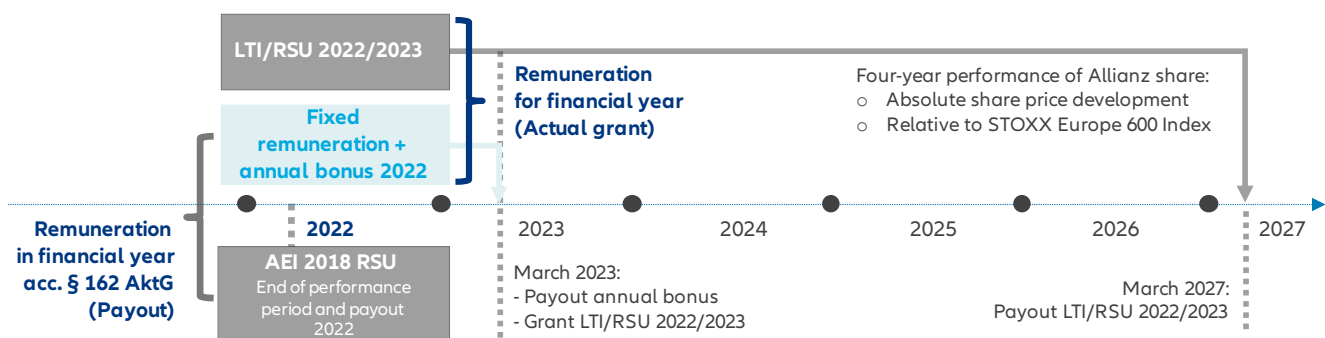 LTI/RSU 2022/2023
Fixed
remuneration +
annual bonus 2022
Remuneration
for financial year
(Actual grant)
Four-year performance of Allianz share:
○ Absolute share price development
○ Relative to STOXX Europe 600 Index
Remuneration
in financial year
acc. § 162 AktG
(Payout)
2022
2023
2024
2025
2026
2027
AEI 2018 RSU
End of performance
period and payout
2022
March 2023:
- Payout annual bonus
- Grant LTI/RSU 2022/2023
March 2027:
Payout LTI/RSU 2022/2023